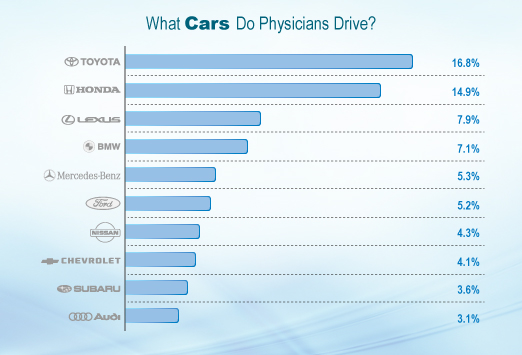 What Cars Do Physicians Drive?
TOYOTA 16.8%
HONDA 14.9%
LEXUS 7.9%
BMW 7.1%
Mercedes-Benz 5.3%
Ford 5.2%
NISSAN 4.3%
CHEVROLET 4.1%
SUBARU 3.6%
Audi 3.1%